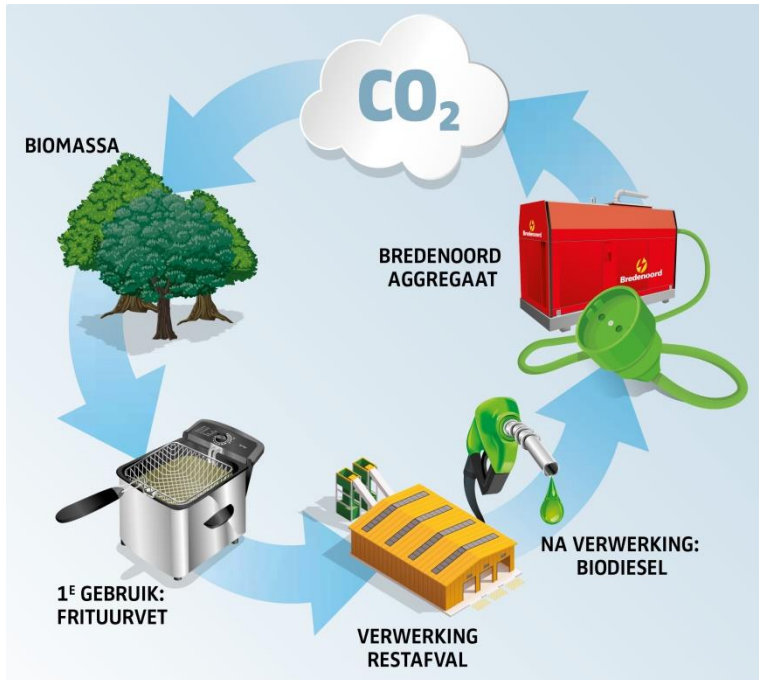 CO₂
BIOMASSA
BREDENOORD
AGGREGAAT
Bredenoord
Bredenoord
1E GEBRUIK:
FRITUURVET
VERWERKING
RESTAFVAL
NA VERWERKING:
BIODIESEL